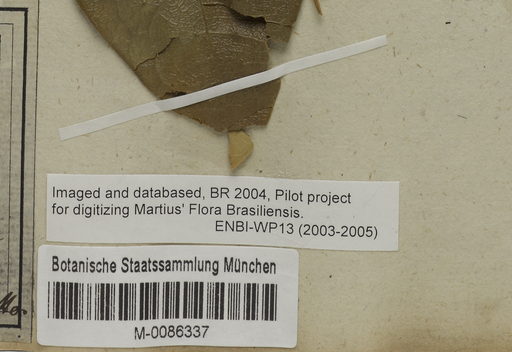 Imaged and databased, BR 2004, Pilot project
for digitizing Martius' Flora Brasiliensis.
ENBI-WP13 (2003-2005)
Botanische Staatssammlung München
M-0086337